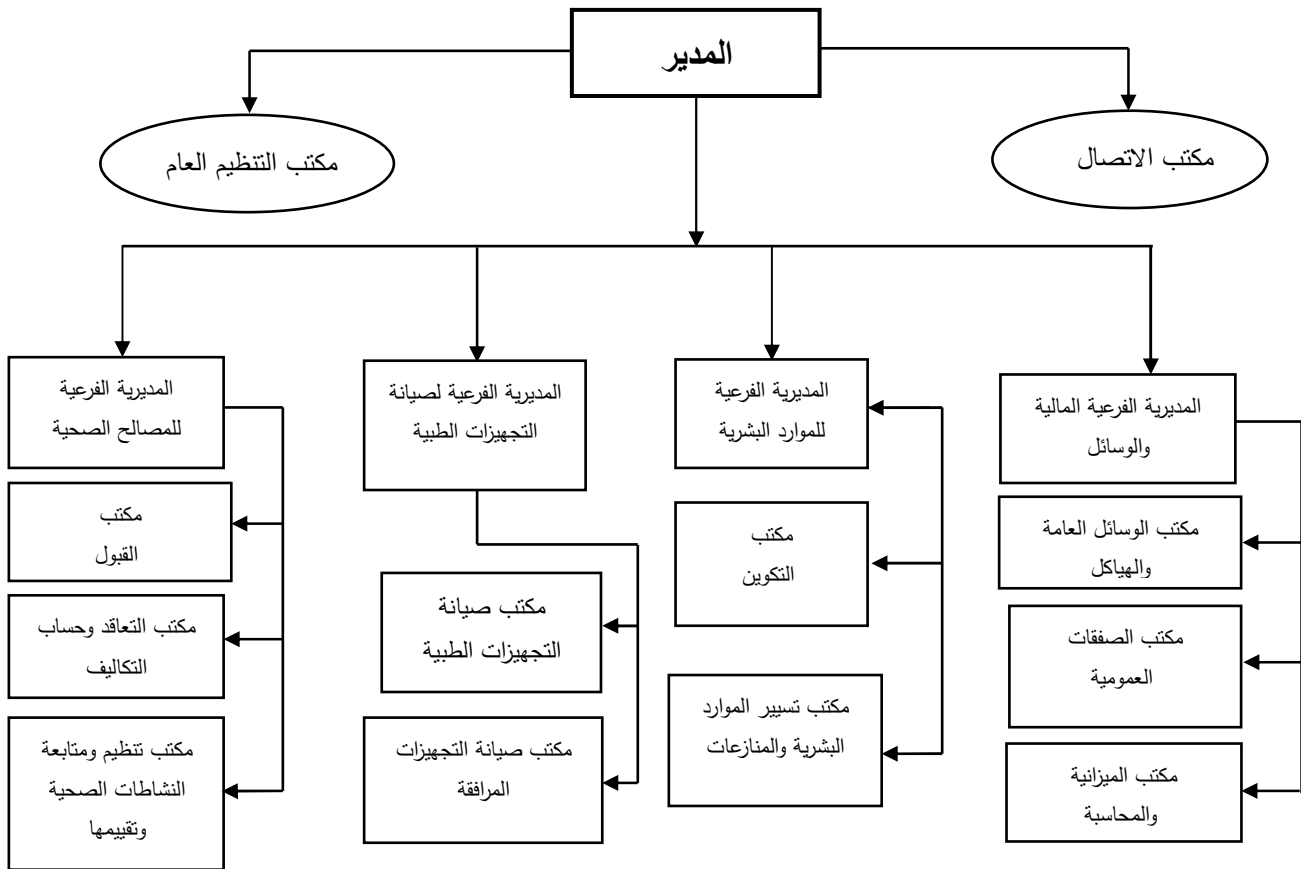 المدير
مكتب الاتصال
مكتب التنظيم العام
المديرية الفرعية المالية
والوسائل
مكتب الوسائل العامة
والهياكل
مكتب الصفقات
العمومية
مكتب الميزانية
والمحاسبة
المديرية الفرعية
للموارد البشرية
مكتب
التكوين
مكتب تسيير الموارد
البشرية والمنازعات
المديرية الفرعية لصيانة
التجهيزات الطبية
مكتب صيانة
التجهيزات الطبية
مكتب صيانة التجهيزات
المرافقة
المديرية الفرعية
للمصالح الصحية
مكتب
القبول
مكتب التعاقد وحساب
التكاليف
مكتب تنظيم ومتابعة
النشاطات الصحية
وتقييمها